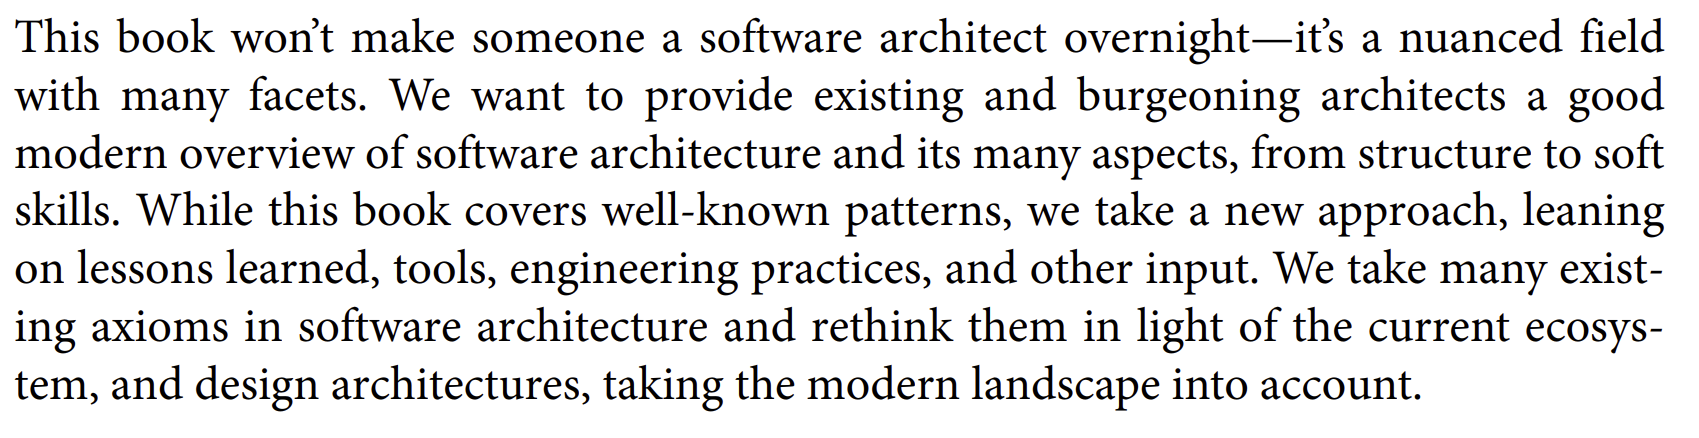 This book won’t make someone a software architect overnight—it’s a nuanced field
with many facets. We want to provide existing and burgeoning architects a good
modern overview of software architecture and its many aspects, from structure to soft
skills. While this book covers well-known patterns, we take a new approach, leaning
on lessons learned, tools, engineering practices, and other input. We take many exist-
ing axioms in software architecture and rethink them in light of the current ecosys-
tem, and design architectures, taking the modern landscape into account.